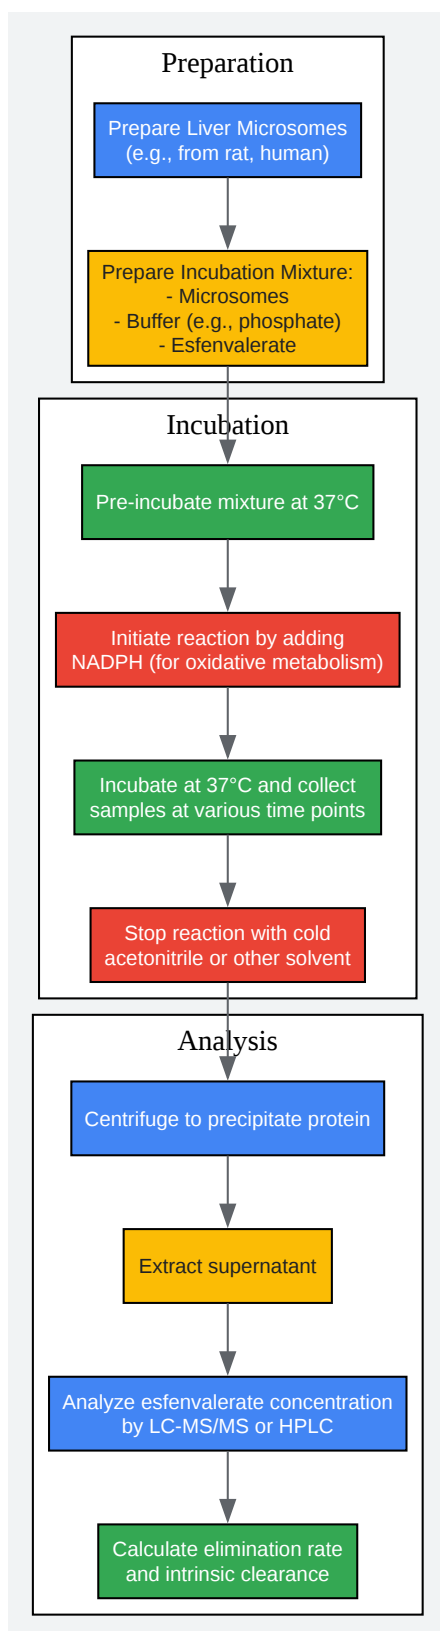 Preparation
Prepare Liver Microsomes
(e.g., from rat, human)
Prepare Incubation Mixture:
- Microsomes
- Buffer (e.g., phosphate)
- Esfenvalerate
Incubation
Pre-incubate mixture at 37°C
Initiate reaction by adding
NADPH (for oxidative metabolism)
Incubate at 37°C and collect
samples at various time points
Stop reaction with cold
acetonitrile or other solvent
Analysis
Centrifuge to precipitate protein
Extract supernatant
Analyze esfenvalerate concentration
by LC-MS/MS or HPLC
Calculate elimination rate
and intrinsic clearance